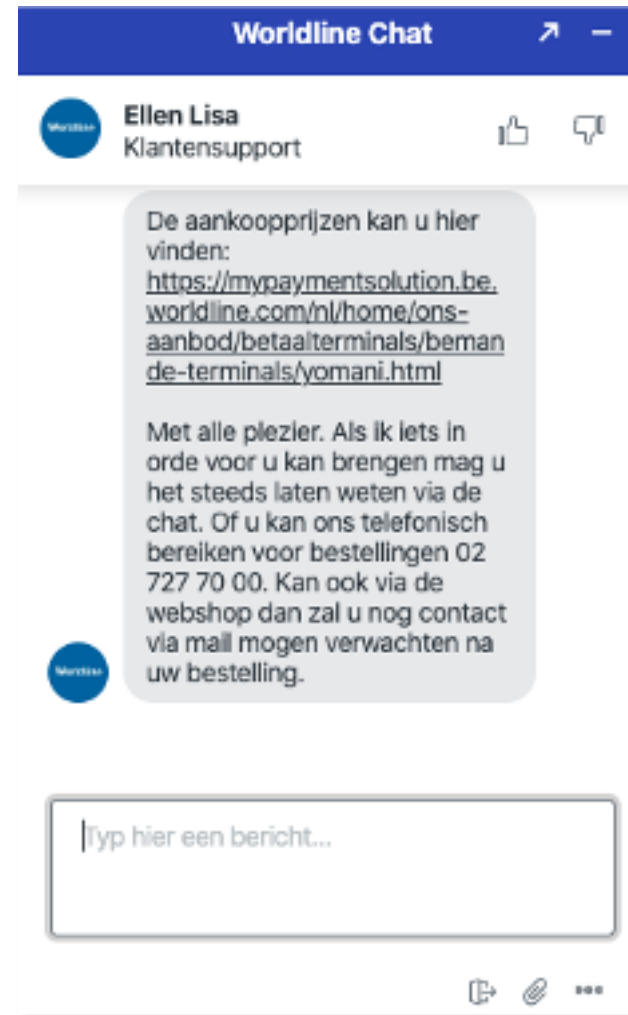 Worldline Chat
Worldline
Ellen Lisa
Klantensupport
De aankoopprijzen kan u hier
vinden:
https://mypaymentsolution.be.
worldline.com/nl/home/ons-
aanbod/betaalterminals/beman
de-terminals/yomani.html
Met alle plezier. Als ik iets in
orde voor u kan brengen mag u
het steeds laten weten via de
chat. Of u kan ons telefonisch
bereiken voor bestellingen 02
727 70 00. Kan ook via de
webshop dan zal u nog contact
via mail mogen verwachten na
uw bestelling.
Worldline
Typ hier een bericht...